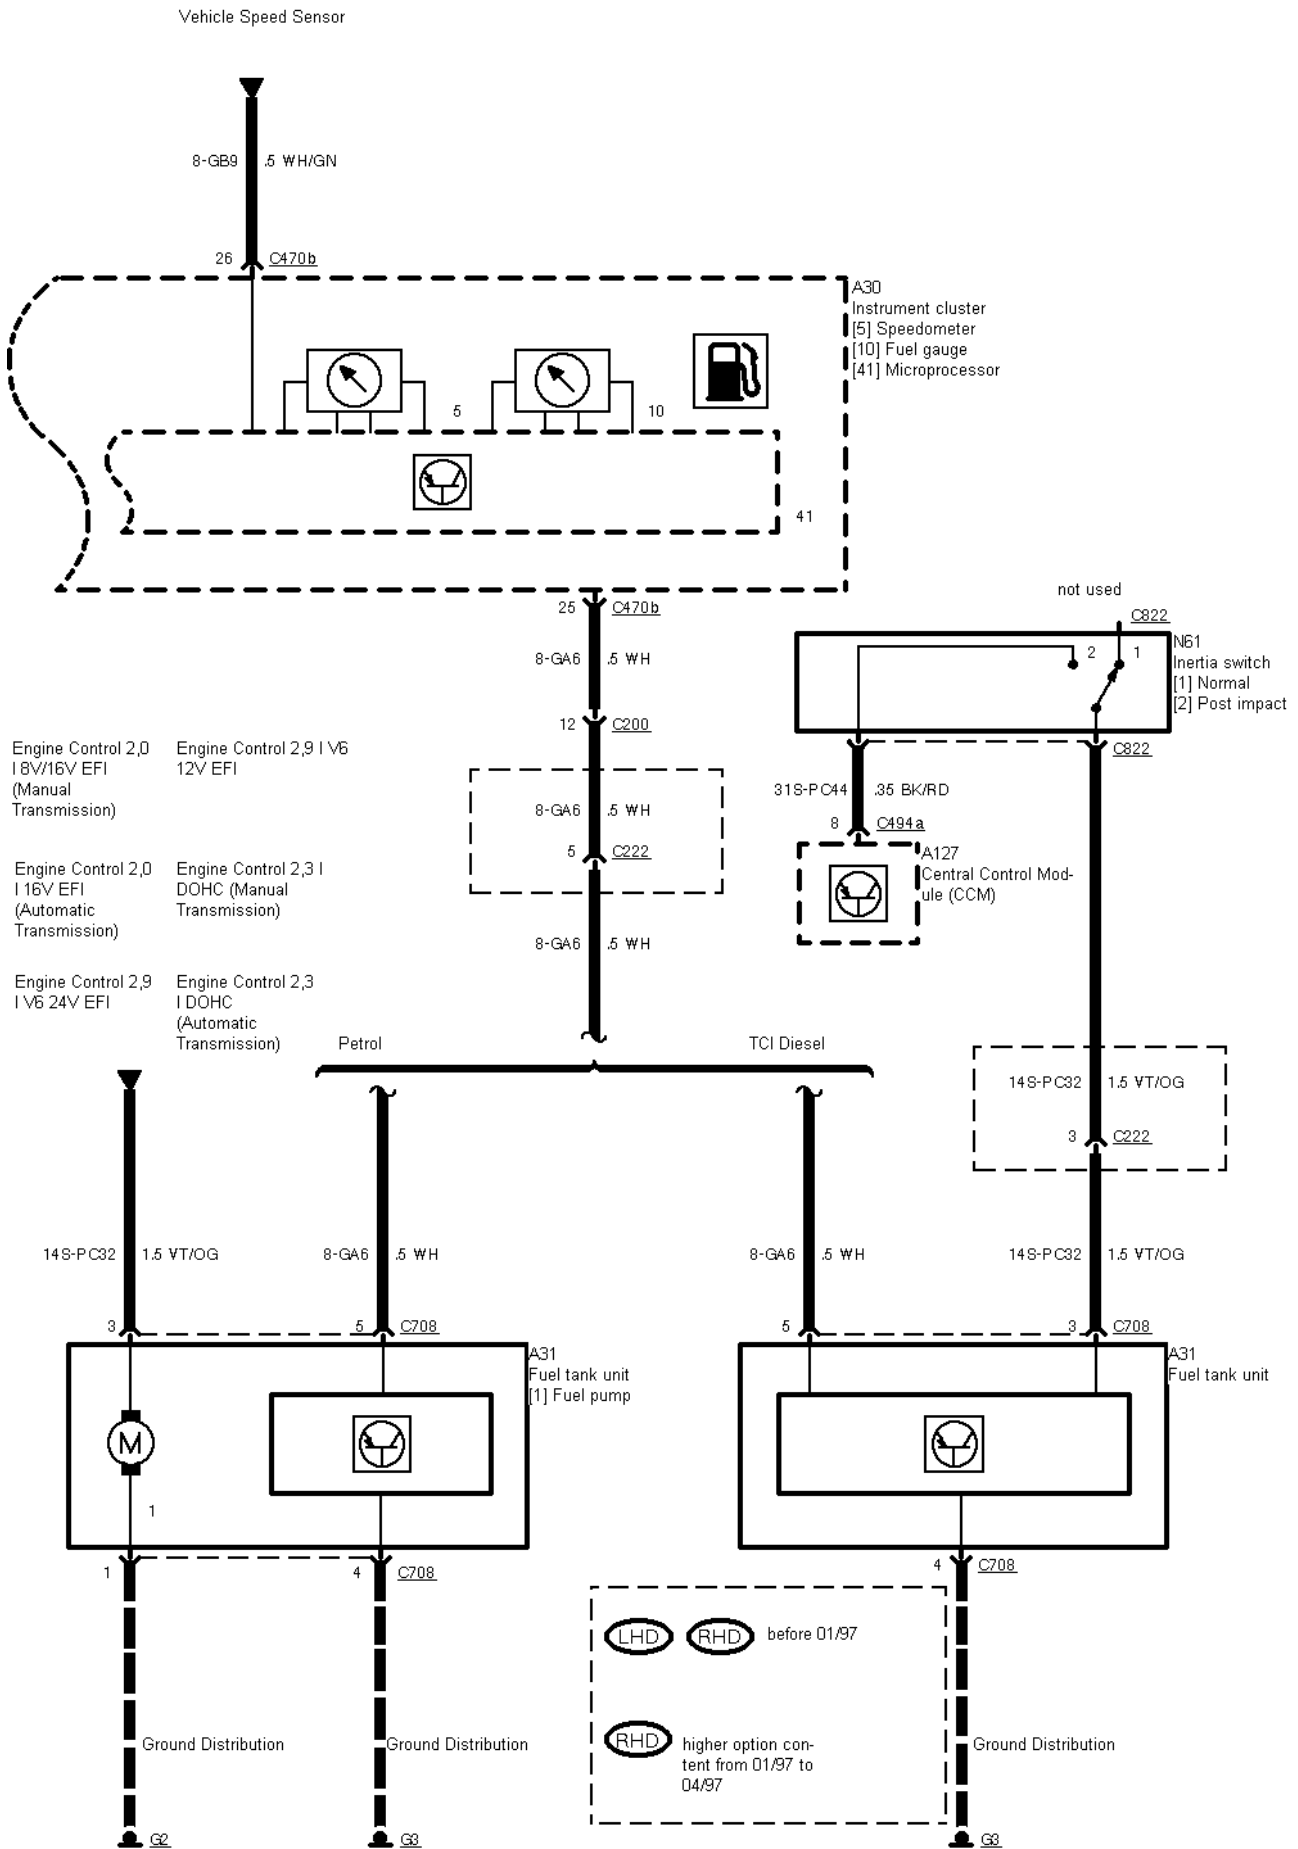 Vehicle Speed Sensor
8-GB9 .5 WH/GN
26 C470b
A30
Instrument cluster
[5] Speedometer
[10] Fuel gauge
[41] Microprocessor
5
10
41
25 C470b
8-GA6 .5 WH
12 C200
8-GA6 .5 WH
5 C222
8-GA6 .5 WH
not used
C822
2 1
N61
Inertia switch
[1] Normal
[2] Post impact
C822
31S-PC44 .35 BK/RD
8 C494a
A127
Central Control Mod-
ule (CCM)
Engine Control 2,0
l 8V/16V EFI
(Manual
Transmission)
Engine Control 2,9 l V6
12V EFI
Engine Control 2,0
l 16V EFI
(Automatic
Transmission)
Engine Control 2,3 l
DOHC (Manual
Transmission)
Engine Control 2,9
l V6 24V EFI
Engine Control 2,3
l DOHC
(Automatic
Transmission)
Petrol
TCI Diesel
14S-PC32 1.5 VT/OG
3 C222
14S-PC32 1.5 VT/OG
8-GA6 .5 WH
8-GA6 .5 WH
14S-PC32 1.5 VT/OG
3
5 C708
5
3 C708
A31
Fuel tank unit
[1] Fuel pump
A31
Fuel tank unit
M
1
1
4 C708
4 C708
LHD RHD before 01/97
RHD higher option con-
tent from 01/97 to
04/97
Ground Distribution
Ground Distribution
Ground Distribution
G2
G3
G3